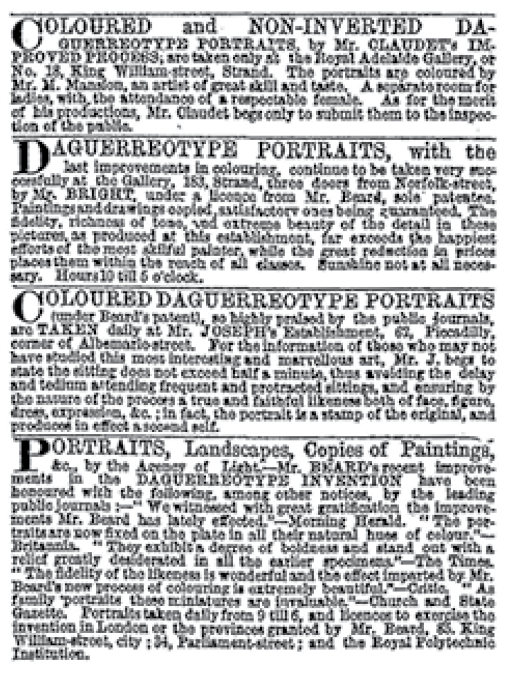 COLOURED and NON-INVERTED DA-
GUERREOTYPE PORTRAITS, by Mr. CLAUDET's IM-
PROVED PROCESS, are taken only at the Royal Adelaide Gallery, or
No. 18, King William-street, Strand. The portraits are coloured by
Mr. M. Mansion, an artist of great skill and taste. A separate room for
ladies, with the attendance of a respectable female. As for the merit
of his productions, Mr. Claudet begs only to submit them to the inspec-
tion of the public.
DAGUERREOTYPE PORTRAITS, with the
last improvements in colouring, continue to be taken very suc-
cessfully at the Gallery, 183, Strand, three doors from Norfolk-street,
by Mr. BRIGHT, under a licence from Mr. Beard, sole patentee.
Paintings and drawings copied, satisfactory ones being guaranteed. The
fidelity, richness of tone, and extreme beauty of the detail in these
pictures, as produced at this establishment, far exceeds the happiest
efforts of the most skilful painter, while the great reduction in prices
places them within the reach of all classes. Sunshine not at all neces-
sary. Hours 10 till 5 o'clock.
COLOURED DAGUERREOTYPE PORTRAITS
(under Beard's patent), so highly praised by the public journals,
are TAKEN daily at Mr. JOSEPH's Establishment, 67, Piccadilly,
corner of Albemarle-street. For the information of those who may not
have studied this most interesting and marvellous art, Mr. J. begs to
state the sitting does not exceed half a minute, thus avoiding the delay
and tedium attending frequent and protracted sittings, and ensuring by
the nature of the process a true and faithful likeness both of face, figure,
dress, expression, &c. ; in fact, the portrait is a stamp of the original, and
produces in effect a second self.
PORTRAITS, Landscapes, Copies of Paintings,
&c., by the Agency of Light.—Mr. BEARD's recent improve-
ments in the DAGUERREOTYPE INVENTION have been
honoured with the following, among other notices, by the leading
public journals :—" We witnessed with great gratification the improve-
ments Mr. Beard has lately effected."—Morning Herald. " The por-
traits are now fixed on the plate in all their natural hues of colour."—
Britannia. " They exhibit a degree of boldness and stand out with a
relief greatly desiderated in all the earlier specimens."—The Times.
" The fidelity of the likeness is wonderful and the effect imparted by Mr.
Beard's new process of colouring is extremely beautiful."—Critic. " As
family portraits these miniatures are invaluable."—Church and State
Gazette. Portraits taken daily from 9 till 6, and licences to exercise the
invention in London or the provinces granted by Mr. Beard, 85, King
William-street, city ; 34, Parliament-street ; and the Royal Polytechnic
Institution.